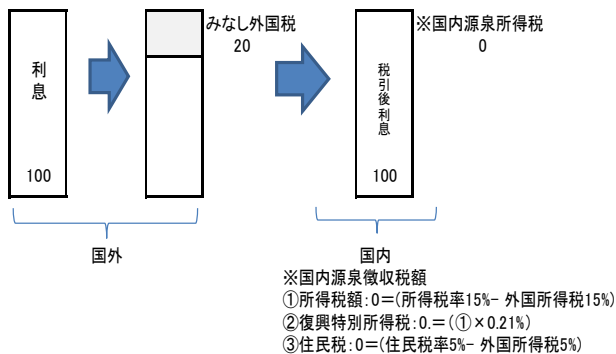 みなし外国税
20
※国内源泉所得税
0
利息
税引後利息
100
100
国外
国内
※国内源泉徴収税額
①所得税額:0=(所得税率15%- 外国所得税15%)
②復興特別所得税:0.=(①×0.21%)
③住民税:0=(住民税率5%- 外国所得税5%)